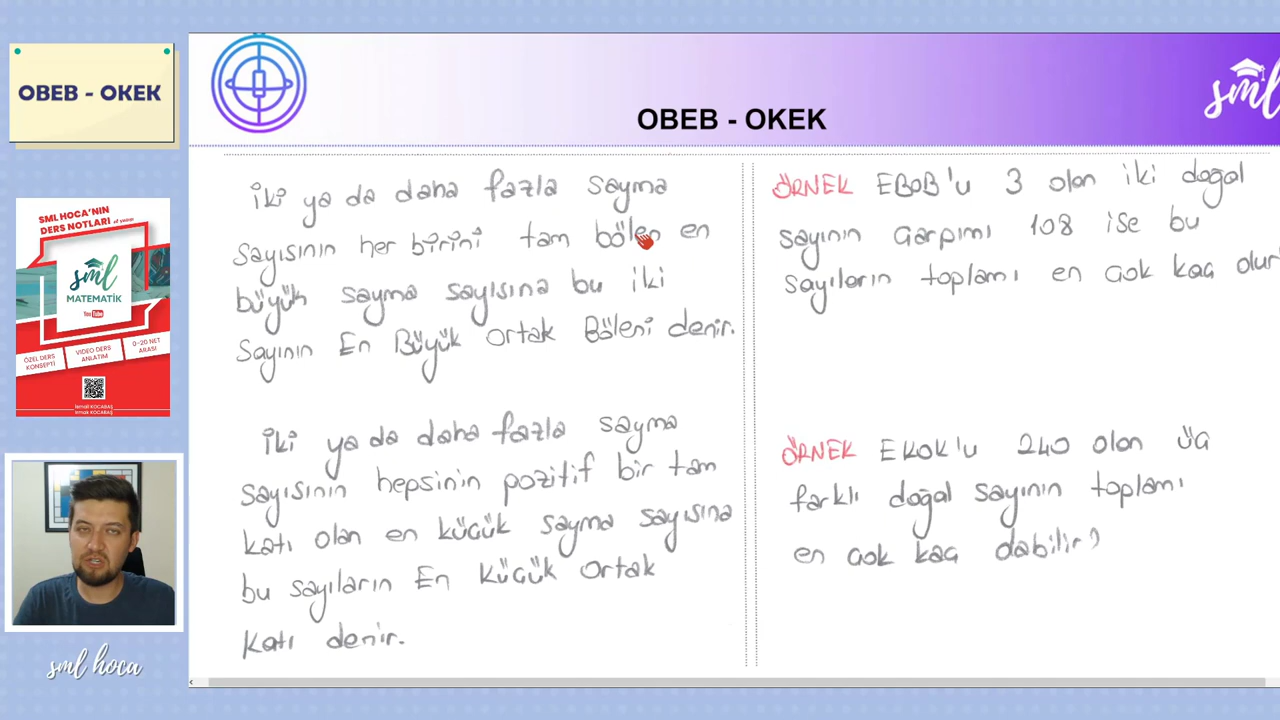 OBEB - OKEK
SML HOCA'NIN
DERS NOTLARI
sml
MATEMATİK
YouTube
ÖZEL DERS
KONSEPTİ
VIDEO DERS
ANLATIM
0-20 NET
ARASI
İsmail KOCABAŞ
sml hoca
OBEB - OKEK
sml
İki ya da daha fazla sayma
sayısının her birini tam bölen en
büyük sayma sayısına bu iki
sayının En Büyük Ortak Böleni denir.
İki ya da daha fazla sayma
sayısının hepsinin pozitif bir tam
katı olan en küçük sayma sayısına
bu sayıların En Küçük Ortak
Katı denir.
ÖRNEK EBOB'u 3 olan iki doğal
sayının çarpımı 108 ise bu
sayıların toplamı en çok kaç olur
ÖRNEK EKOK'u 240 olan üç
farklı doğal sayının toplamı
en çok kaç olabilir?